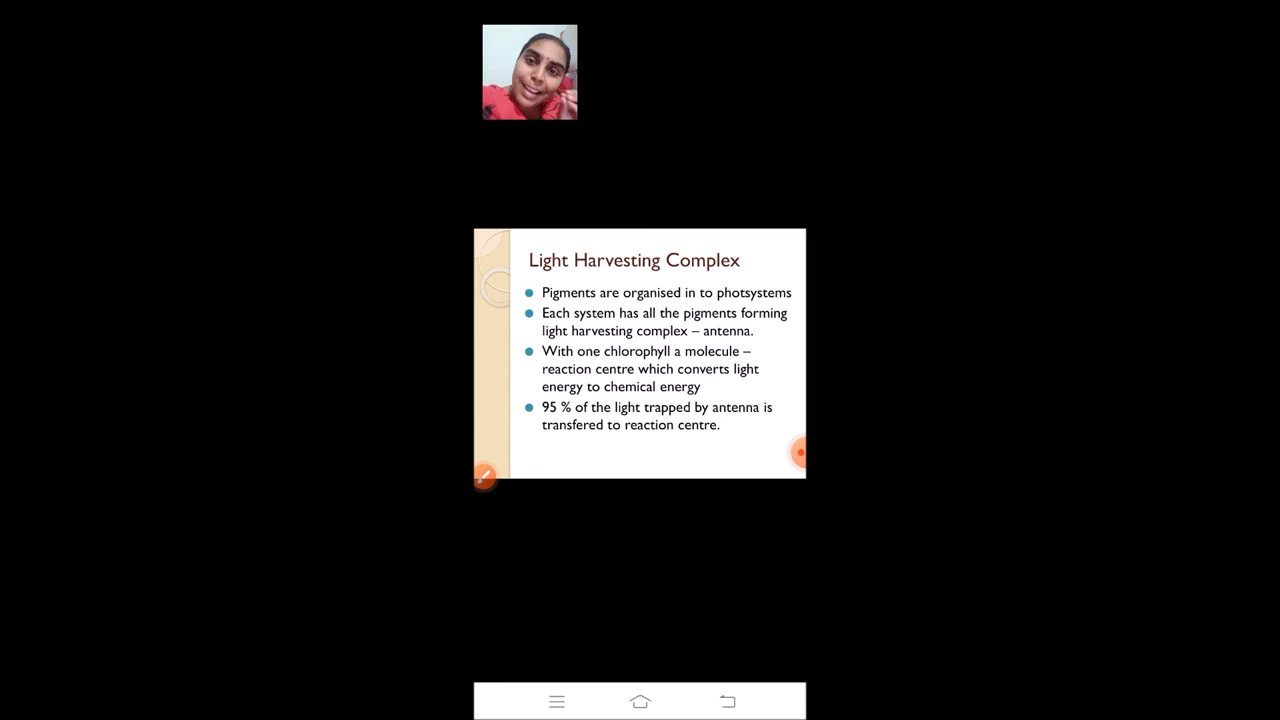 Light Harvesting Complex
Pigments are organised in to photsystems
Each system has all the pigments forming
light harvesting complex – antenna.
With one chlorophyll a molecule –
reaction centre which converts light
energy to chemical energy
95 % of the light trapped by antenna is
transfered to reaction centre.